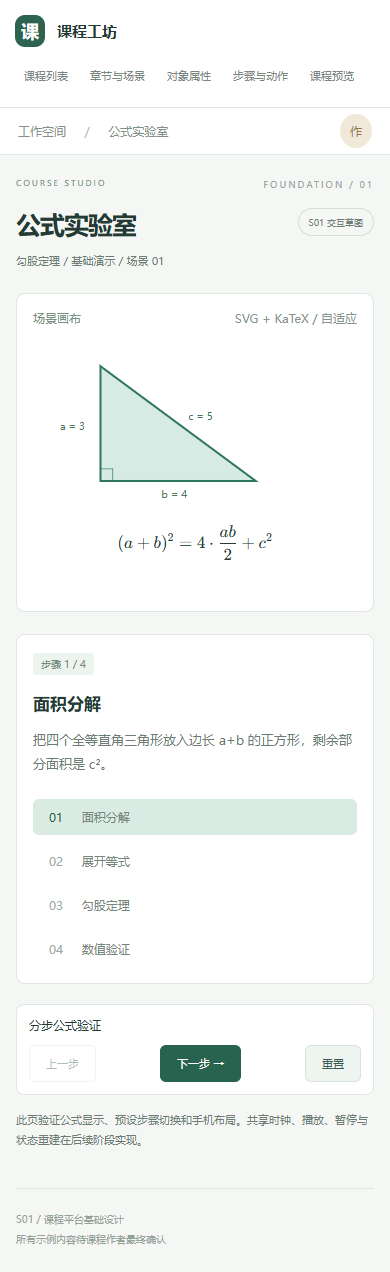 课 课程工坊
课程列表 章节与场景 对象属性 步骤与动作 课程预览
工作空间 / 公式实验室 作
COURSE STUDIO FOUNDATION / 01
公式实验室 S01 交互草图
勾股定理 / 基础演示 / 场景 01
场景画布 SVG + KaTeX / 自适应
a = 3
c = 5
b = 4
(a + b)² = 4 · ab/2 + c²
步骤 1 / 4
面积分解
把四个全等直角三角形放入边长 a+b 的正方形，剩余部
分面积是 c²。
01 面积分解
02 展开等式
03 勾股定理
04 数值验证
分步公式验证
上一步 下一步 → 重置
此页验证公式显示、预设步骤切换和手机布局。共享时钟、播放、暂停与
状态重建在后续阶段实现。
S01 / 课程平台基础设计
所有示例内容待课程作者最终确认